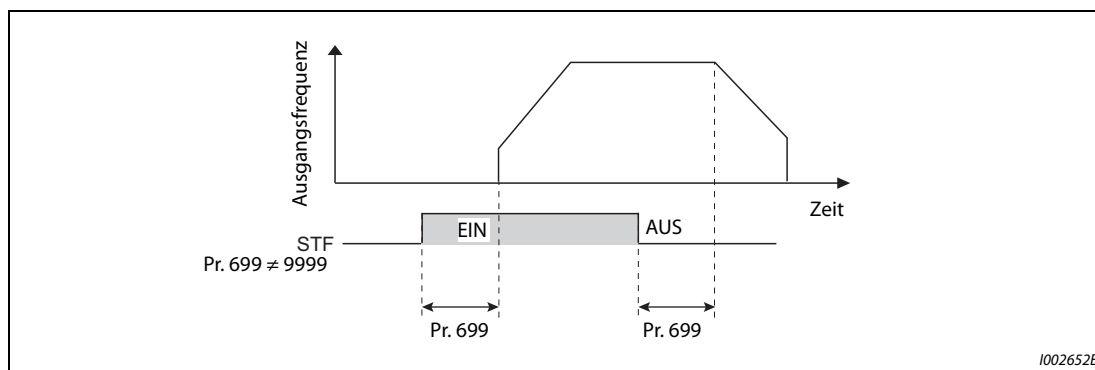 Ausgangsfrequenz
Zeit
EIN
AUS
STF
Pr. 699 ≠ 9999
Pr. 699
Pr. 699
I002652E